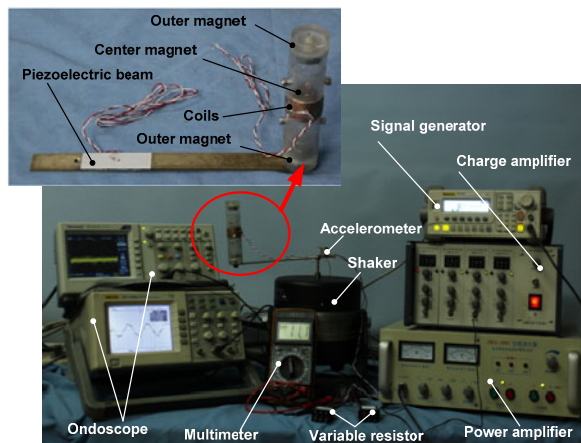 Outer magnet
Center magnet
Piezoelectric beam
Coils
Outer magnet
Signal generator
Charge amplifier
Accelerometer
Shaker
Ondoscope
Multimeter
Variable resistor
Power amplifier